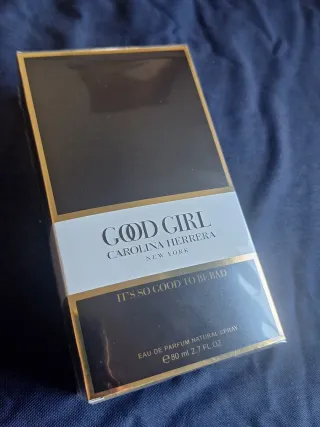 GOOD GIRL
CAROLINA HERRERA
NEW YORK
IT'S SO GOOD TO BE BAD
EAU DE PARFUM NATURAL SPRAY
℮ 80 ml 2.7 FL OZ